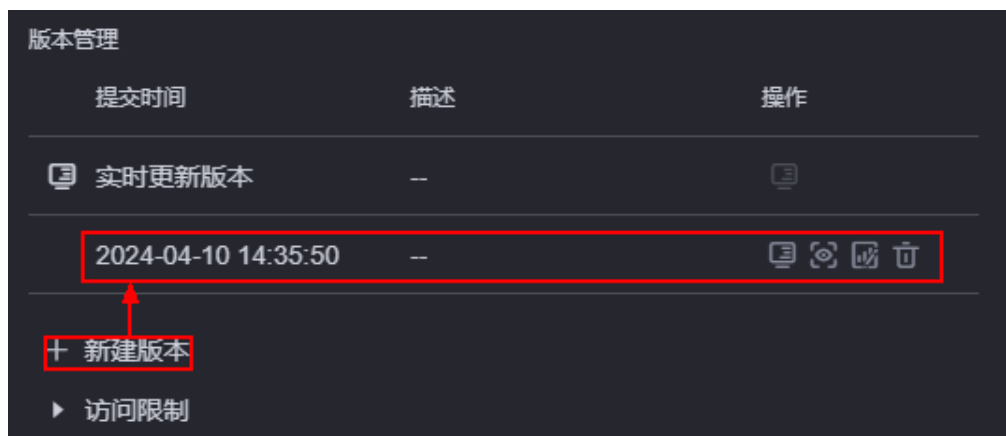 版本管理
提交时间 描述 操作
实时更新版本 --
2024-04-10 14:35:50 --
+ 新建版本
访问限制